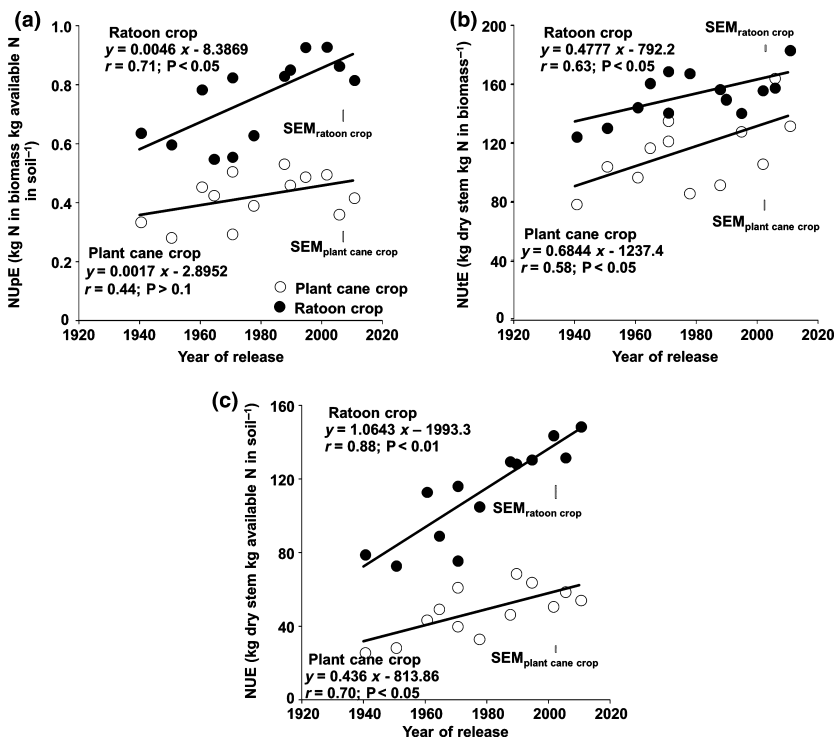 (a)
NUpE (kg N in biomass kg available N
in soil⁻¹)
1.0
0.8
0.6
0.4
0.2
0
Ratoon crop
y = 0.0046 x - 8.3869
r = 0.71; P < 0.05
SEMratoon crop
SEMplant cane crop
Plant cane crop
y = 0.0017 x - 2.8952
r = 0.44; P > 0.1
Plant cane crop
Ratoon crop
1920 1940 1960 1980 2000 2020
Year of release
(b)
NUtE (kg dry stem kg N in biomass⁻¹)
200
160
120
80
40
0
Ratoon crop
y = 0.4777 x - 792.2
r = 0.63; P < 0.05
SEMratoon crop
SEMplant cane crop
Plant cane crop
y = 0.6844 x - 1237.4
r = 0.58; P < 0.05
1920 1940 1960 1980 2000 2020
Year of release
(c)
NUE (kg dry stem kg available N in soil⁻¹)
160
120
80
40
0
Ratoon crop
y = 1.0643 x – 1993.3
r = 0.88; P < 0.01
SEMratoon crop
SEMplant cane crop
Plant cane crop
y = 0.436 x - 813.86
r = 0.70; P < 0.05
1920 1940 1960 1980 2000 2020
Year of release